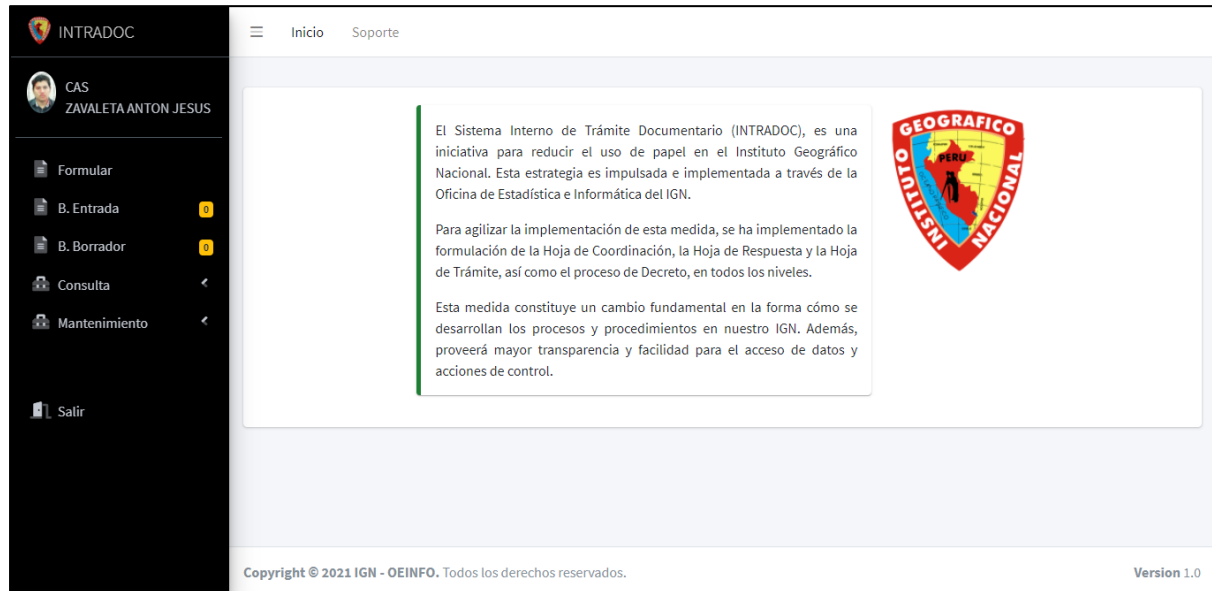 INTRADOC
Inicio Soporte
CAS
ZAVALETA ANTON JESUS
Formular
B. Entrada 0
B. Borrador 0
Consulta
Mantenimiento
Salir
El Sistema Interno de Trámite Documentario (INTRADOC), es una
iniciativa para reducir el uso de papel en el Instituto Geográfico
Nacional. Esta estrategia es impulsada e implementada a través de la
Oficina de Estadística e Informática del IGN.
Para agilizar la implementación de esta medida, se ha implementado la
formulación de la Hoja de Coordinación, la Hoja de Respuesta y la Hoja
de Trámite, así como el proceso de Decreto, en todos los niveles.
Esta medida constituye un cambio fundamental en la forma cómo se
desarrollan los procesos y procedimientos en nuestro IGN. Además,
proveerá mayor transparencia y facilidad para el acceso de datos y
acciones de control.
INSTITUTO
GEOGRAFICO
NACIONAL
PERU
Copyright © 2021 IGN - OEINFO. Todos los derechos reservados.
Version 1.0